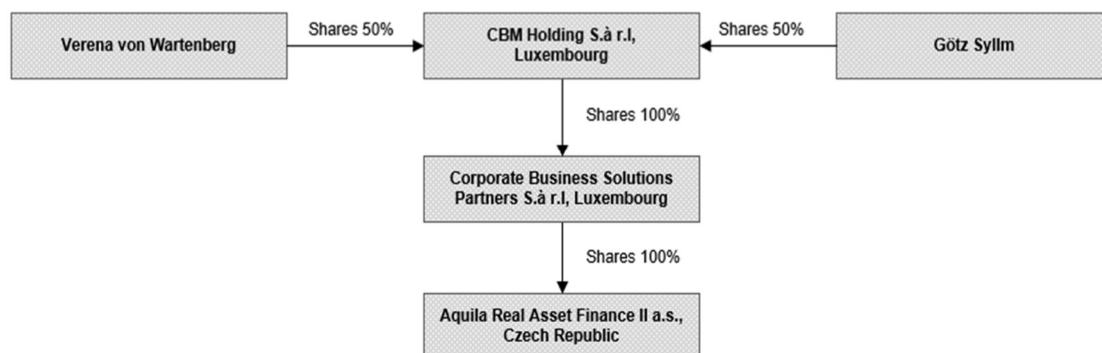 Verena von Wartenberg
Shares 50%
CBM Holding S.à r.l,
Luxembourg
Shares 50%
Götz Syllm
Shares 100%
Corporate Business Solutions
Partners S.à r.l, Luxembourg
Shares 100%
Aquila Real Asset Finance II a.s.,
Czech Republic